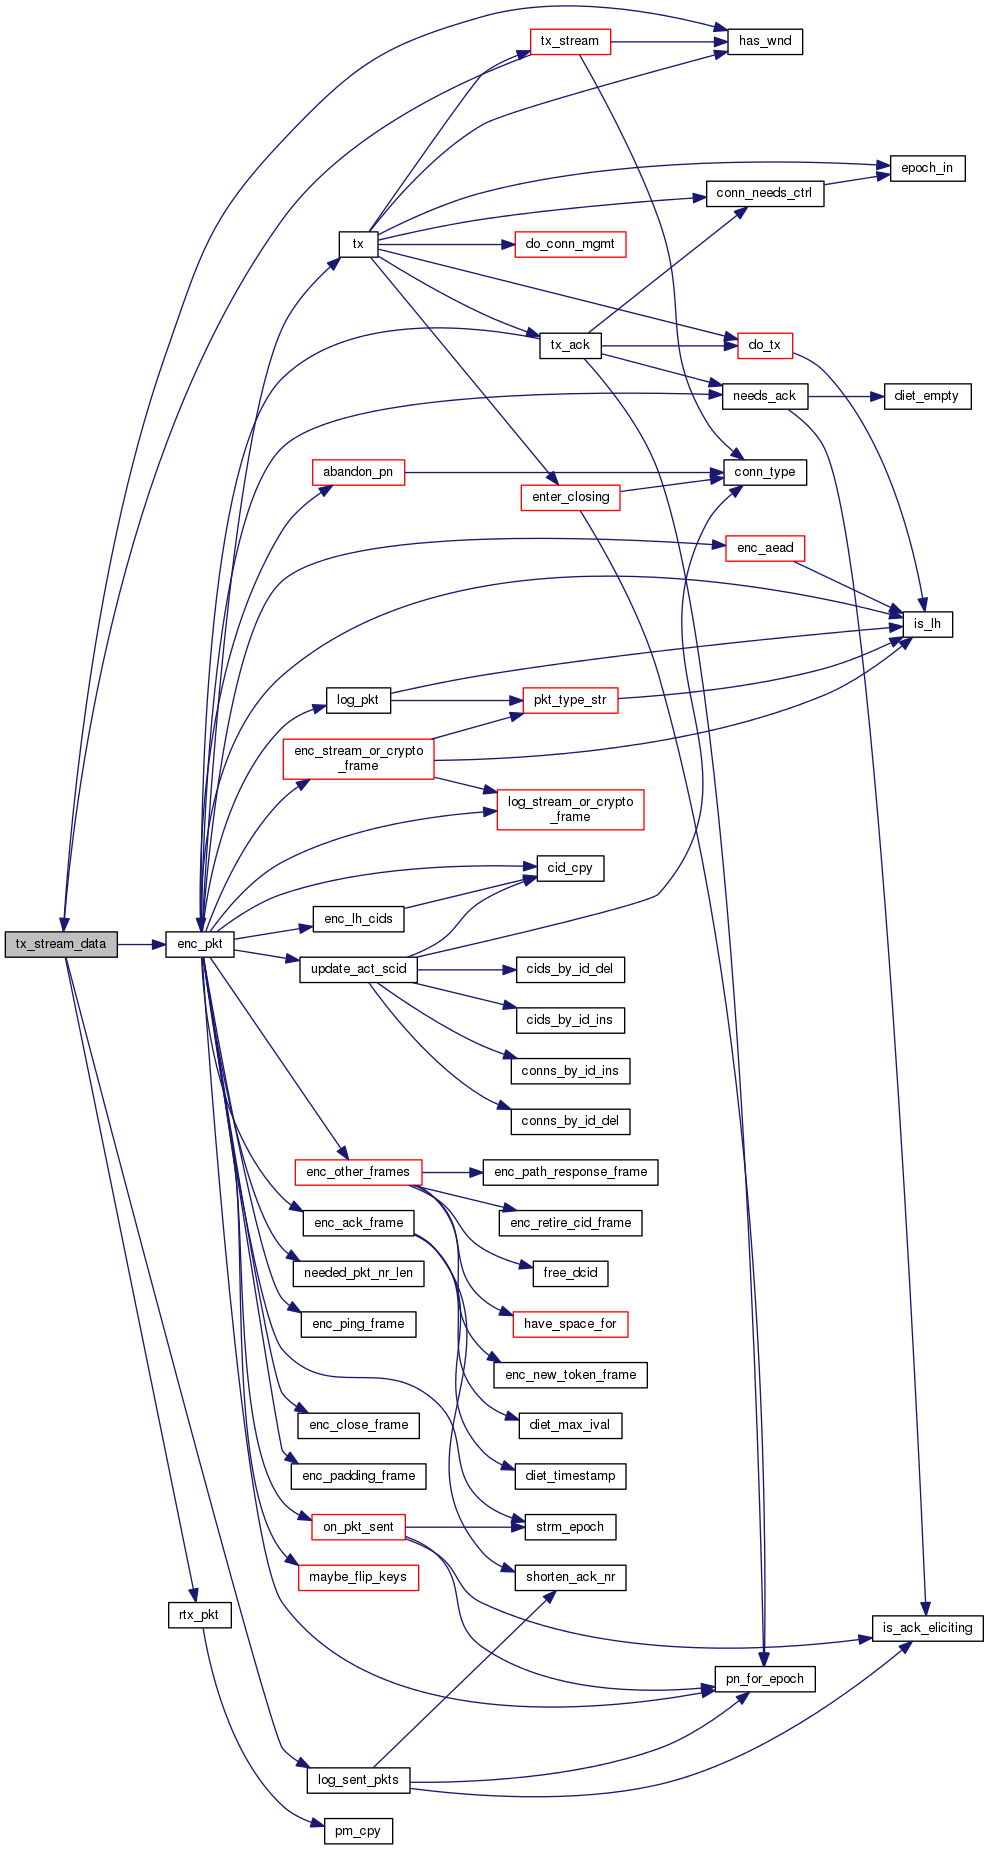 tx_stream
has_wnd
epoch_in
conn_needs_ctrl
tx
do_conn_mgmt
tx_ack
do_tx
needs_ack
diet_empty
abandon_pn
conn_type
enter_closing
enc_aead
is_lh
log_pkt
pkt_type_str
enc_stream_or_crypto
_frame
log_stream_or_crypto
_frame
cid_cpy
enc_lh_cids
tx_stream_data
enc_pkt
update_act_scid
cids_by_id_del
cids_by_id_ins
conns_by_id_ins
conns_by_id_del
enc_other_frames
enc_path_response_frame
enc_ack_frame
enc_retire_cid_frame
needed_pkt_nr_len
free_dcid
enc_ping_frame
have_space_for
enc_new_token_frame
enc_close_frame
diet_max_ival
enc_padding_frame
diet_timestamp
on_pkt_sent
strm_epoch
maybe_flip_keys
shorten_ack_nr
rtx_pkt
is_ack_eliciting
pn_for_epoch
log_sent_pkts
pm_cpy